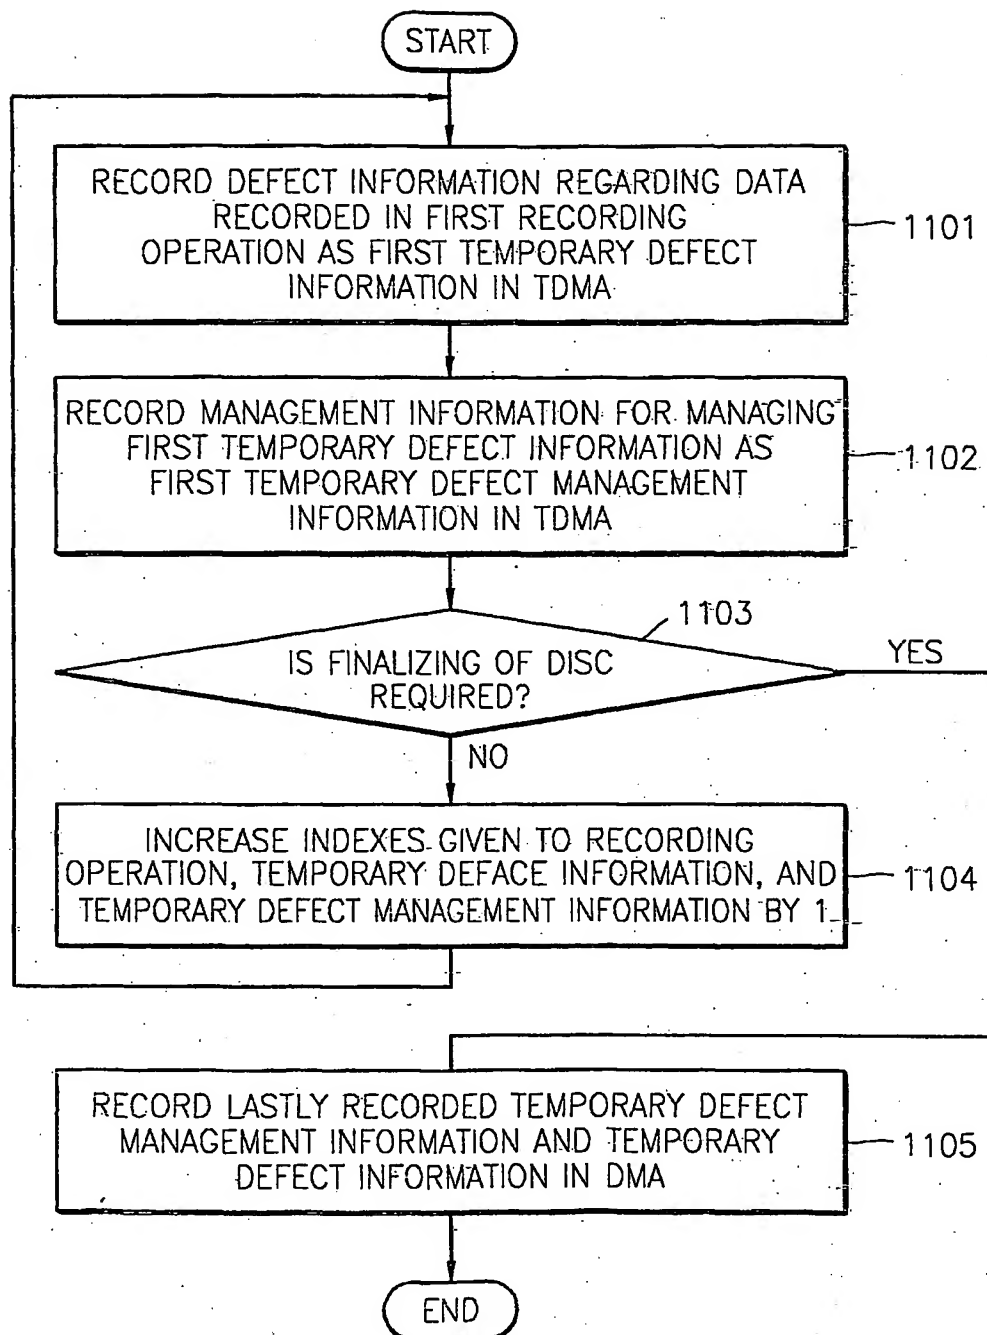 START
RECORD DEFECT INFORMATION REGARDING DATA
RECORDED IN FIRST RECORDING
OPERATION AS FIRST TEMPORARY DEFECT
INFORMATION IN TDMA
1101
RECORD MANAGEMENT INFORMATION FOR MANAGING
FIRST TEMPORARY DEFECT INFORMATION AS
FIRST TEMPORARY DEFECT MANAGEMENT
INFORMATION IN TDMA
1102
1103
IS FINALIZING OF DISC
REQUIRED?
YES
NO
INCREASE INDEXES GIVEN TO RECORDING
OPERATION, TEMPORARY DEFACE INFORMATION, AND
TEMPORARY DEFECT MANAGEMENT INFORMATION BY 1
1104
RECORD LASTLY RECORDED TEMPORARY DEFECT
MANAGEMENT INFORMATION AND TEMPORARY
DEFECT INFORMATION IN DMA
1105
END